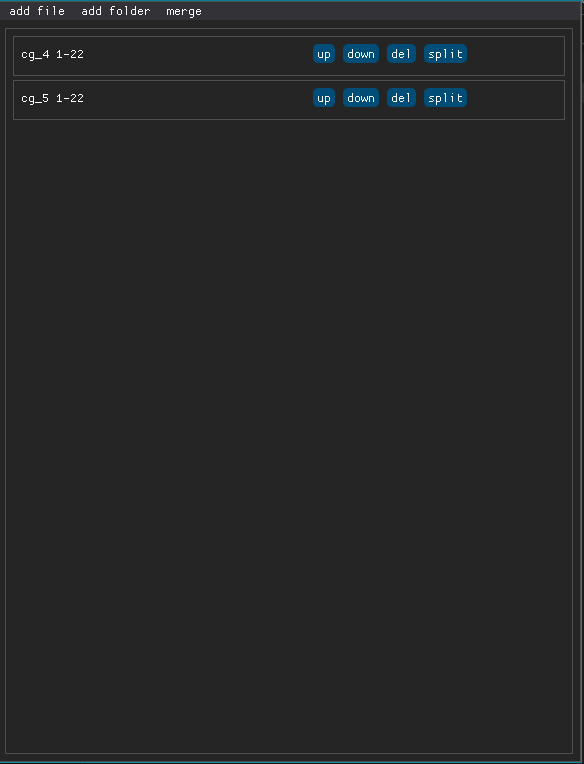 add file add folder merge
cg_4 1-22 up down del split
cg_5 1-22 up down del split